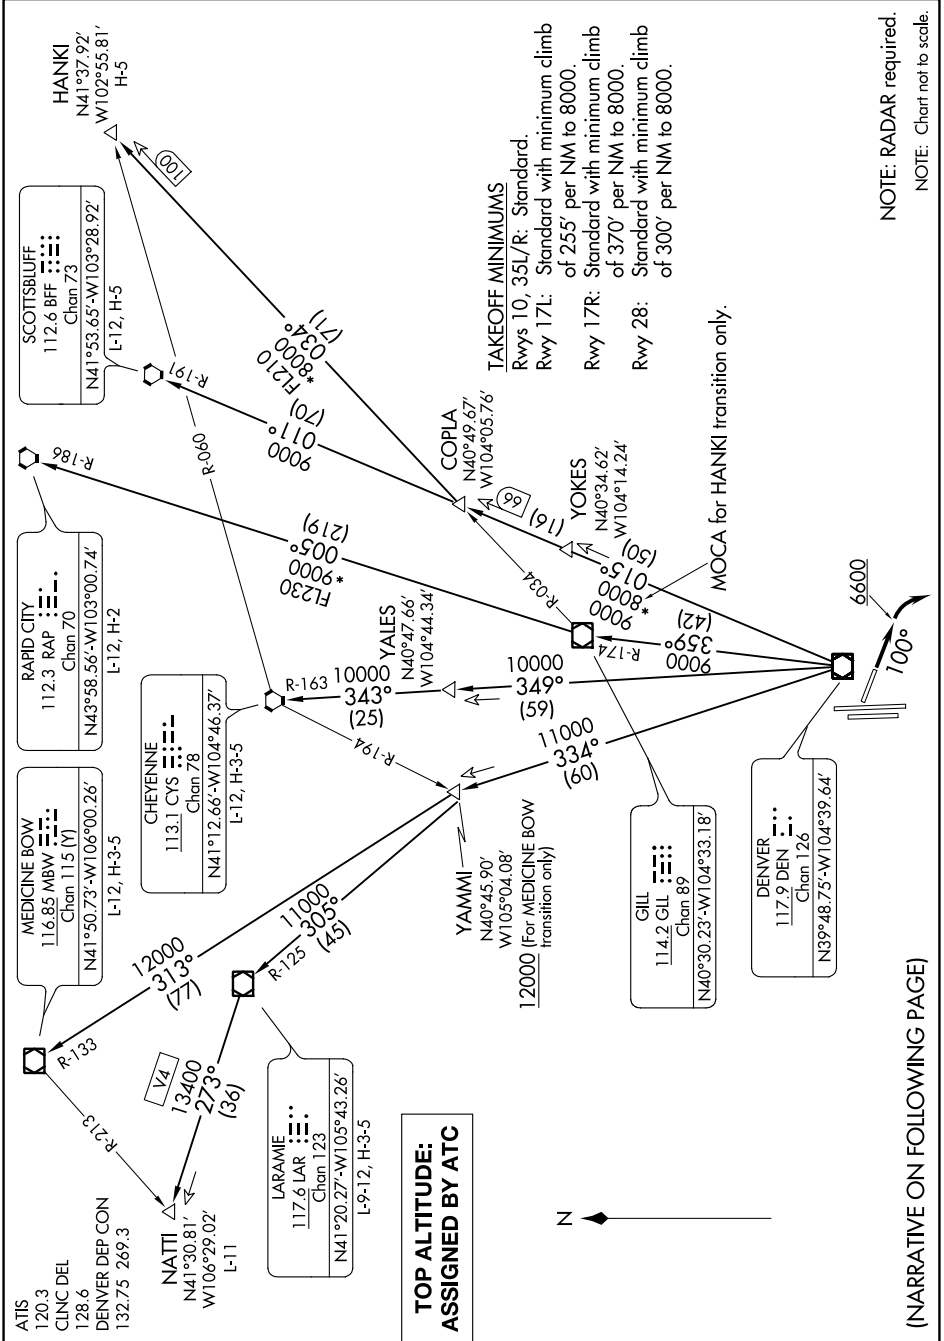 ATIS
120.3
CLNC DEL
128.6
DENVER DEP CON
132.75 269.3
MEDICINE BOW
116.85 MBW
Chan 115 (Y)
N41°50.73'-W106°00.26'
L-12, H-3-5
RAPID CITY
112.3 RAP
Chan 70
N43°58.56'-W103°00.74'
L-12, H-2
SCOTTSBLUFF
112.6 BFF
Chan 73
N41°53.65'-W103°28.92'
L-12, H-5
HANKI
N41°37.92'
W102°55.81'
H-5
CHEYENNE
113.1 CYS
Chan 78
N41°12.66'-W104°46.37'
L-12, H-3-5
R-133
R-213
12000
313°
(77)
V4
13400
273°
(36)
NATTI
N41°30.81'
W106°29.02'
L-11
LARAMIE
117.6 LAR
Chan 123
N41°20.27'-W105°43.26'
L-9-12, H-3-5
R-125
11000
305°
(45)
R-194
R-163
10000
343°
(25)
YALES
N40°47.66'
W104°44.34'
R-060
R-186
R-191
FL230
*9000
005°
(219)
9000
011°
(70)
FL210
*8000
034°
(71)
100
COPLA
N40°49.67'
W104°05.76'
66
(16)
YOKES
N40°34.62'
W104°14.24'
YAMMI
N40°45.90'
W105°04.08'
12000 (For MEDICINE BOW
transition only)
11000
334°
(60)
10000
349°
(59)
R-174
R-034
9000
359°
(42)
9000
*8000
015°
(50)
MOCA for HANKI transition only.
GILL
114.2 GLL
Chan 89
N40°30.23'-W104°33.18'
DENVER
117.9 DEN
Chan 126
N39°48.75'-W104°39.64'
6600
100°
TAKEOFF MINIMUMS
Rwys 10, 35L/R: Standard.
Rwy 17L: Standard with minimum climb
of 255' per NM to 8000.
Rwy 17R: Standard with minimum climb
of 370' per NM to 8000.
Rwy 28: Standard with minimum climb
of 300' per NM to 8000.
TOP ALTITUDE:
ASSIGNED BY ATC
N
NOTE: RADAR required.
NOTE: Chart not to scale.
(NARRATIVE ON FOLLOWING PAGE)